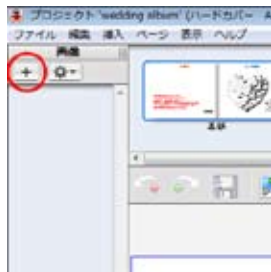 プロジェクト 'wedding album' (ハードカバー A
ファイル 編集 挿入 ページ 表示 ヘルプ
画像
+
表紙